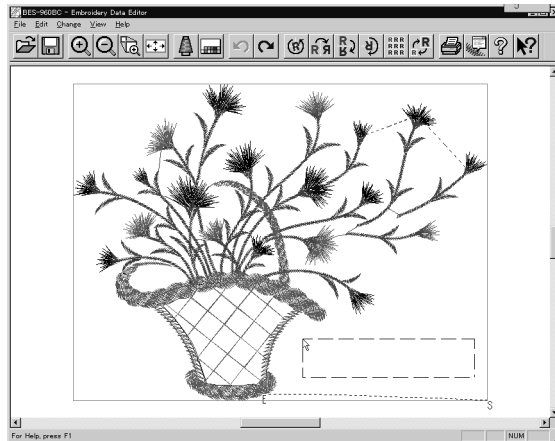 BES-960BC - Embroidery Data Editor
File Edit Change View Help
E
S
For Help, press F1
NUM